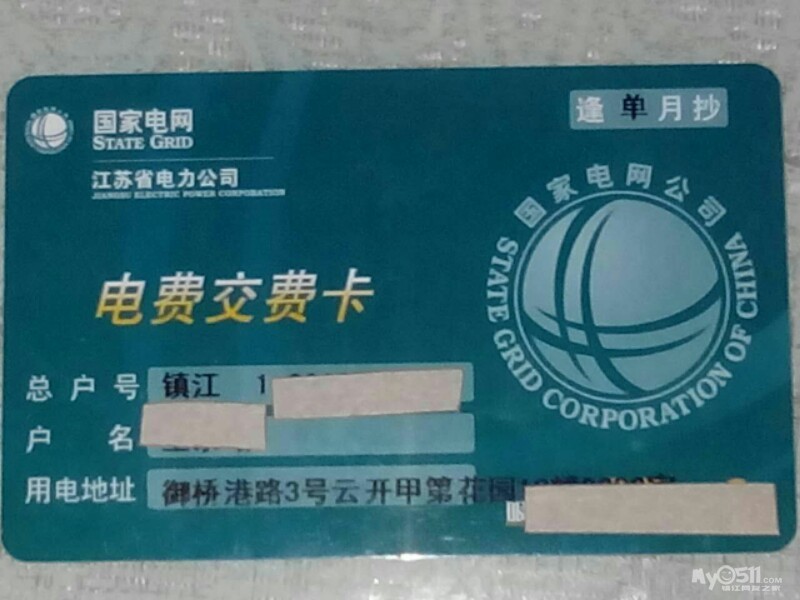 国家电网
STATE GRID
江苏省电力公司
JIANGSU ELECTRIC POWER CORPORATION
逢 单 月 抄
国家电网公司
STATE GRID CORPORATION OF CHINA
电费交费卡
总 户 号 镇江 1
户 名
用电地址 御桥港路3号云开甲第花园
My0511.COM